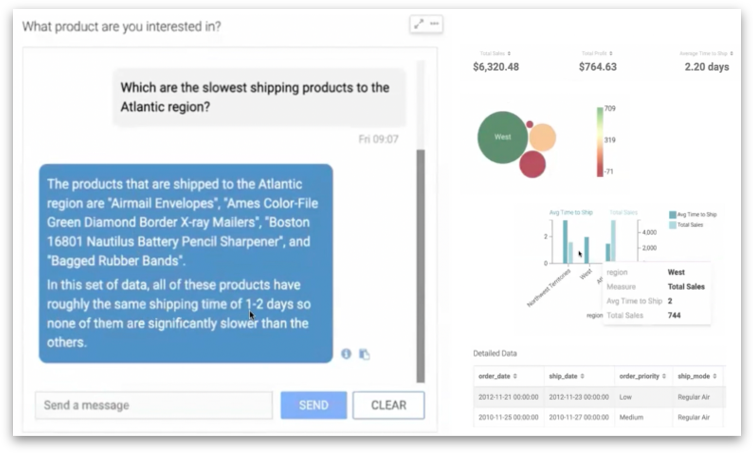 What product are you interested in?
Which are the slowest shipping products to the
Atlantic region?
Fri 09:07
The products that are shipped to the Atlantic
region are "Airmail Envelopes", "Ames Color-File
Green Diamond Border X-ray Mailers", "Boston
16801 Nautilus Battery Pencil Sharpener", and
"Bagged Rubber Bands".
In this set of data, all of these products have
roughly the same shipping time of 1-2 days so
none of them are significantly slower than the
others.
Send a message
SEND
CLEAR
Total Sales
Total Profit
Average Time to Ship
$6,320.48
$764.63
2.20 days
West
709
319
-71
Avg Time to Ship
Total Sales
Avg Time to Ship
Total Sales
2
0
4,000
2,000
Northwest Territories
West
region
region West
Measure Total Sales
Avg Time to Ship 2
Total Sales 744
Detailed Data
order_date ship_date order_priority ship_mode
2012-11-21 00:00:00 2012-11-23 00:00:00 Low Regular Air
2010-11-25 00:00:00 2010-11-27 00:00:00 Medium Regular Air